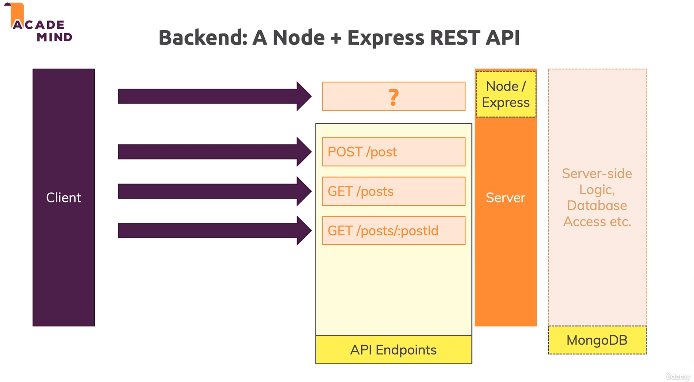 ACADE
MIND
Backend: A Node + Express REST API
Client
?
POST /post
GET /posts
GET /posts/:postId
API Endpoints
Node /
Express
Server
Server-side
Logic,
Database
Access etc.
MongoDB
Udemy